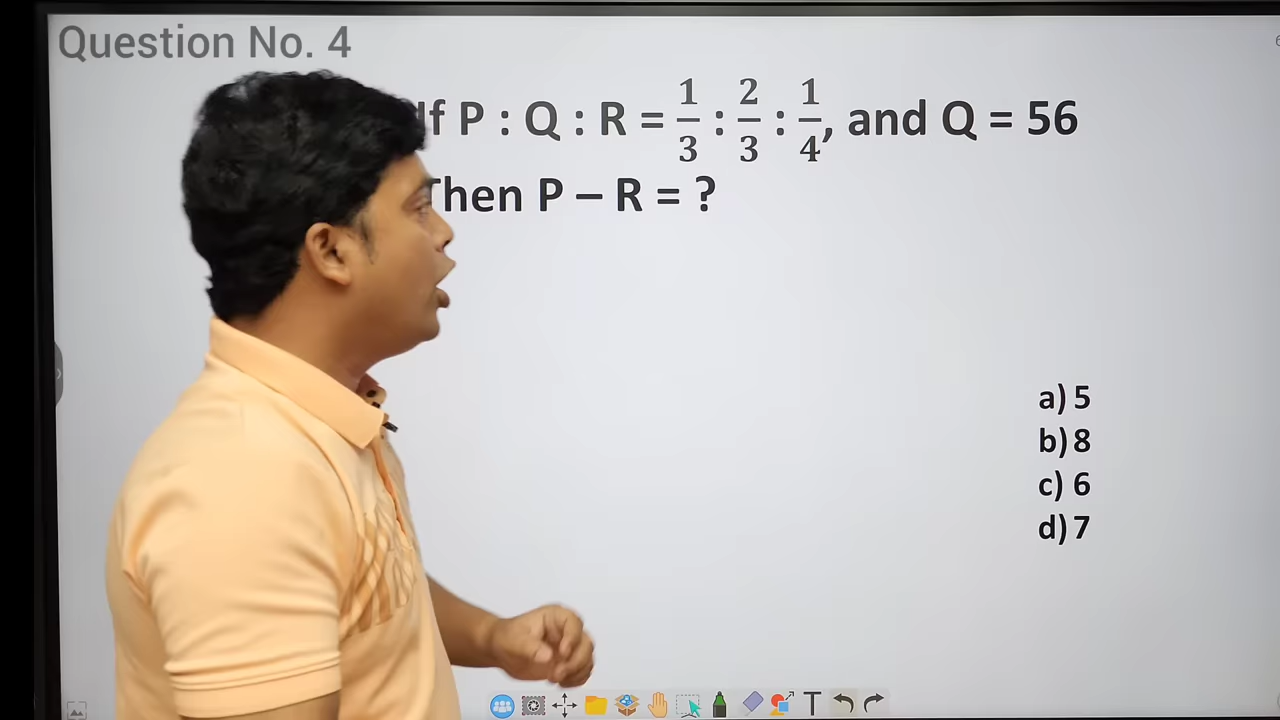 Question No. 4
If P : Q : R = 1/3 : 2/3 : 1/4, and Q = 56
Then P – R = ?
a) 5
b) 8
c) 6
d) 7